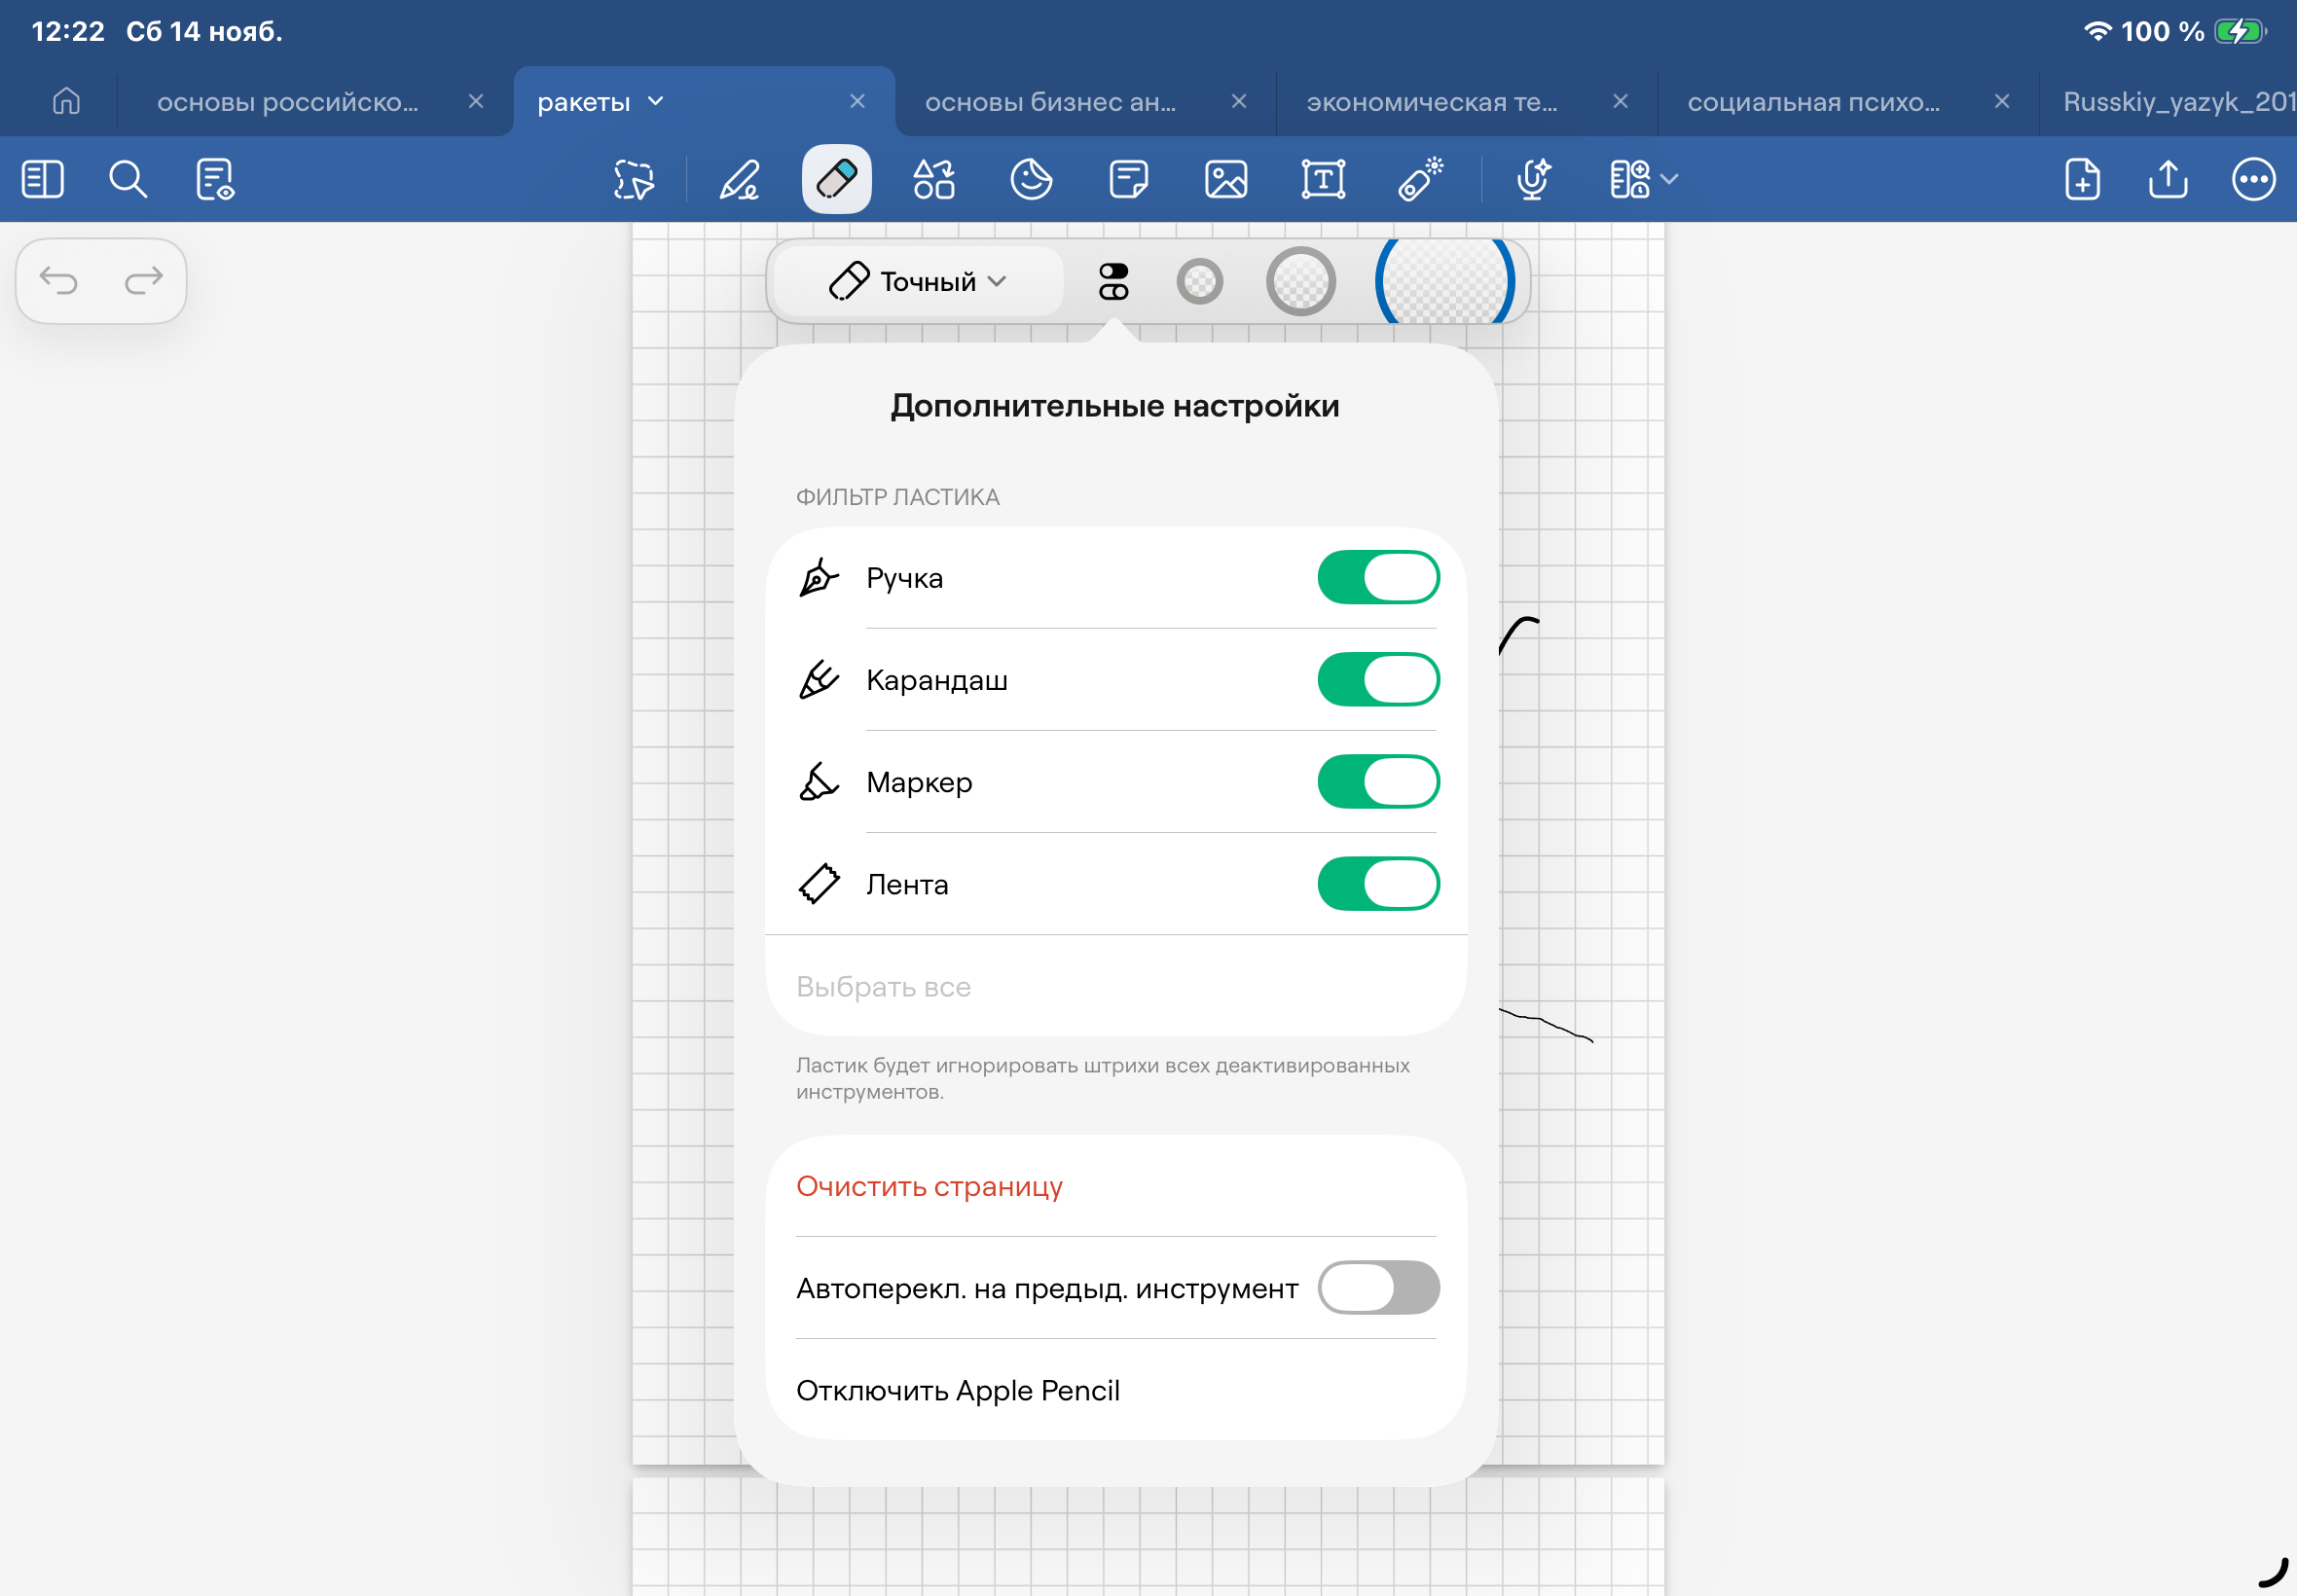 12:22 Сб 14 нояб.
100 %
основы российско...
ракеты
основы бизнес ан...
экономическая те...
социальная психо...
Russkiy_yazyk_201
Точный
Дополнительные настройки
ФИЛЬТР ЛАСТИКА
Ручка
Карандаш
Маркер
Лента
Выбрать все
Ластик будет игнорировать штрихи всех деактивированных
инструментов.
Очистить страницу
Автоперекл. на предыд. инструмент
Отключить Apple Pencil